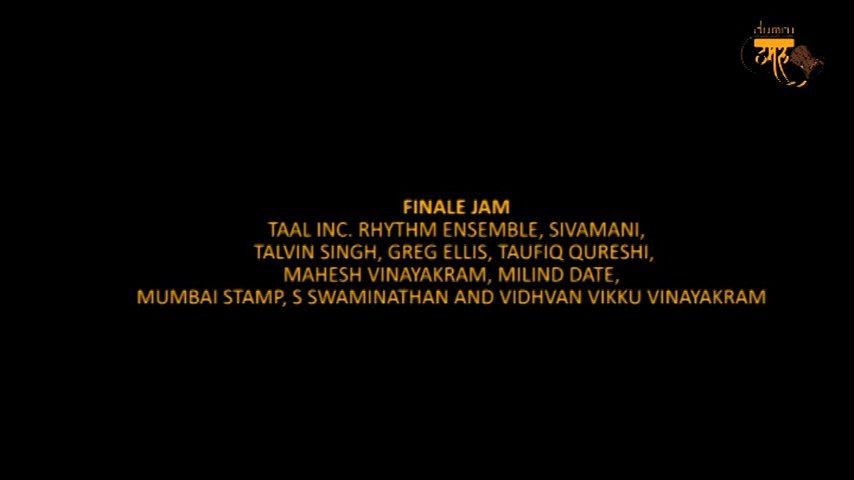 FINALE JAM
TAAL INC. RHYTHM ENSEMBLE, SIVAMANI,
TALVIN SINGH, GREG ELLIS, TAUFIQ QURESHI,
MAHESH VINAYAKRAM, MILIND DATE,
MUMBAI STAMP, S SWAMINATHAN AND VIDHVAN VIKKU VINAYAKRAM